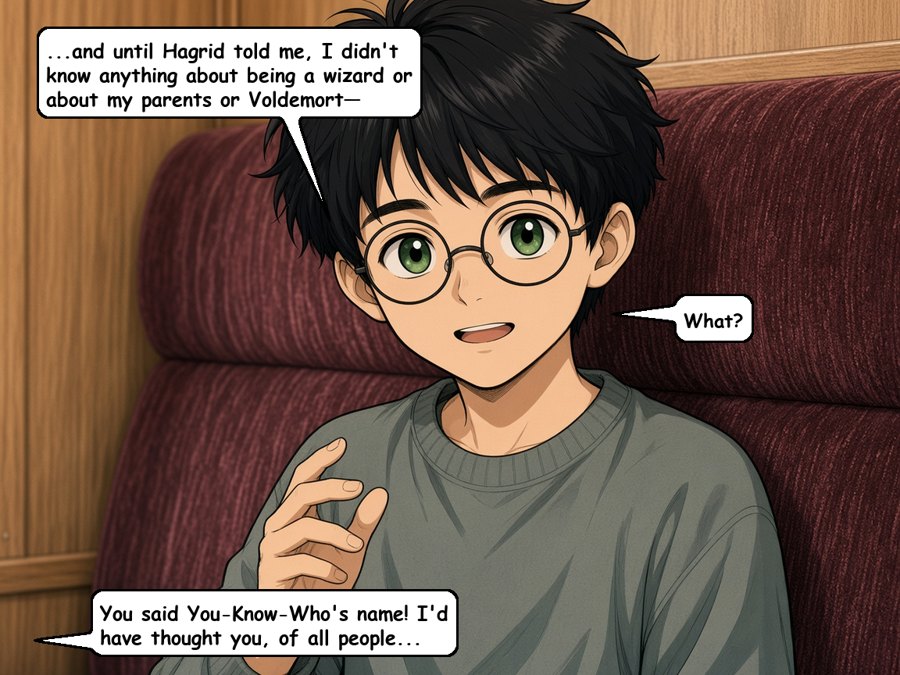 ...and until Hagrid told me, I didn't
know anything about being a wizard or
about my parents or Voldemort—
What?
You said You-Know-Who's name! I'd
have thought you, of all people...